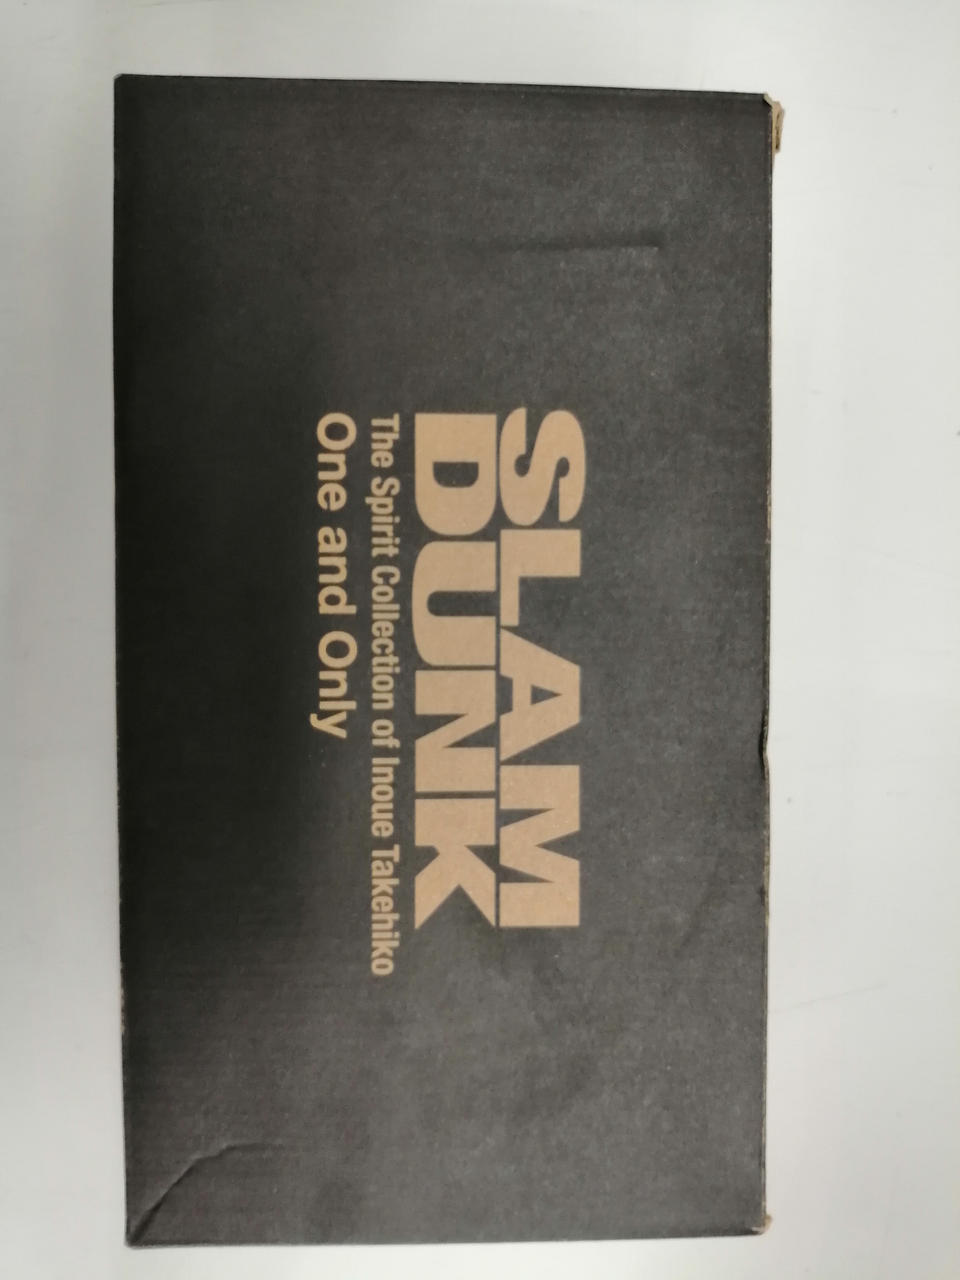 SLAM
DUNK
The Spirit Collection of Inoue Takehiko
One and Only